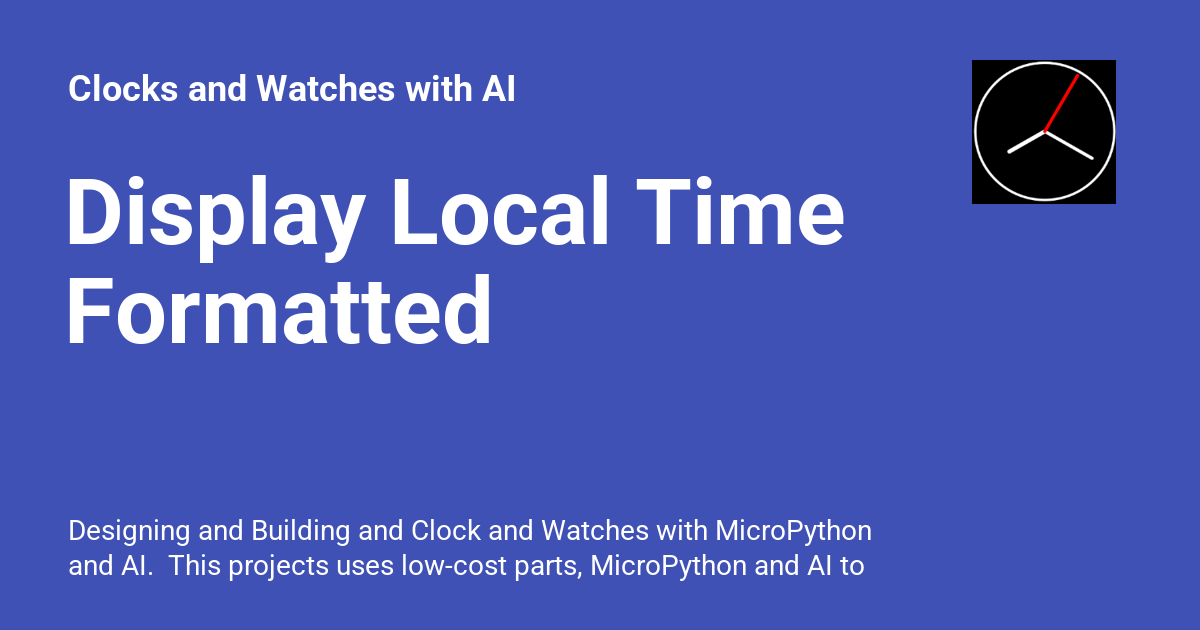 Clocks and Watches with AI
Display Local Time
Formatted
Designing and Building and Clock and Watches with MicroPython
and AI.  This projects uses low-cost parts, MicroPython and AI to